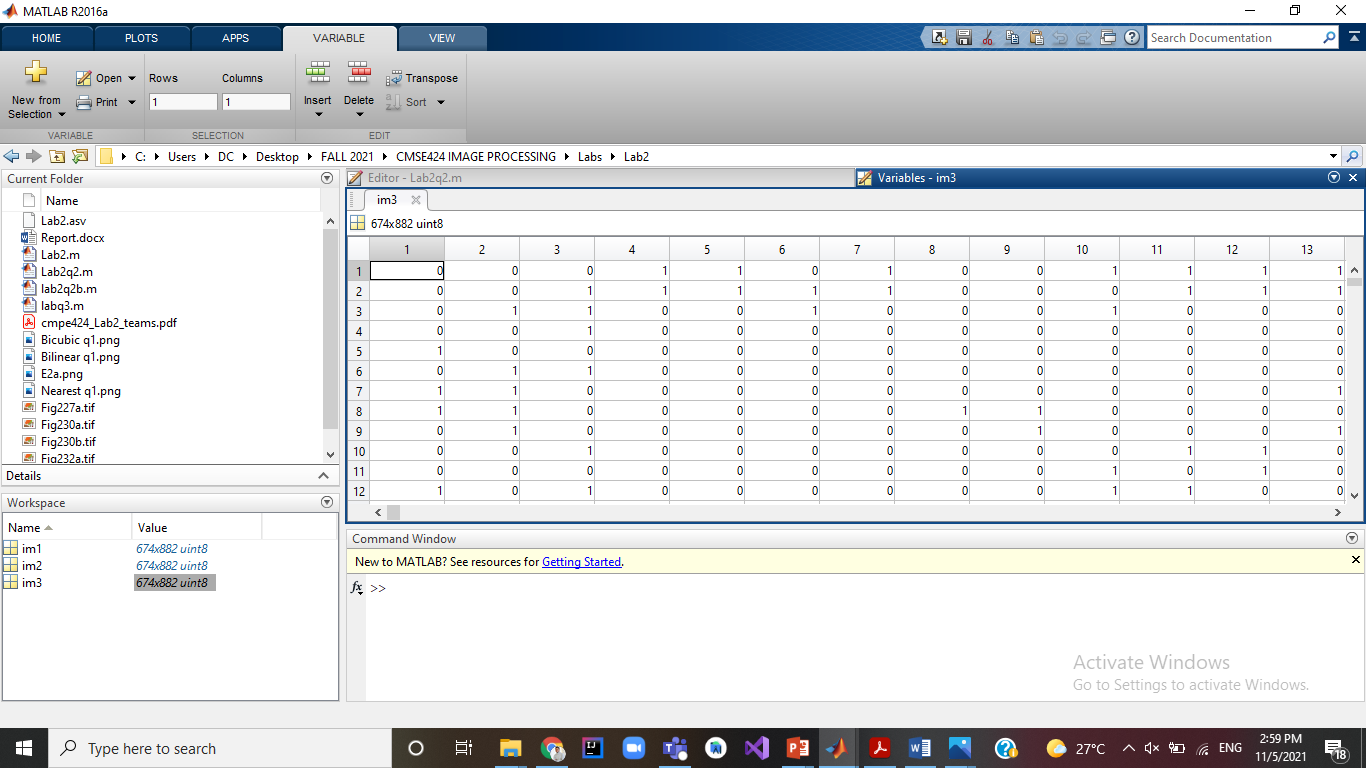 MATLAB R2016a
HOME PLOTS APPS VARIABLE VIEW
Search Documentation
New from Selection
Open
Print
VARIABLE
Rows Columns
1 1
SELECTION
Insert Delete
Transpose
Sort
EDIT
C: Users DC Desktop FALL 2021 CMSE424 IMAGE PROCESSING Labs Lab2
Current Folder
Name
Lab2.asv
Report.docx
Lab2.m
Lab2q2.m
lab2q2b.m
labq3.m
cmpe424_Lab2_teams.pdf
Bicubic q1.png
Bilinear q1.png
E2a.png
Nearest q1.png
Fig227a.tif
Fig230a.tif
Fig230b.tif
Fig232a.tif
Details
Workspace
Name Value
im1 674x882 uint8
im2 674x882 uint8
im3 674x882 uint8
Editor - Lab2q2.m
Variables - im3
im3
674x882 uint8
1 2 3 4 5 6 7 8 9 10 11 12 13
1 0 0 0 1 1 0 1 0 0 1 1 1 1
2 0 0 1 1 1 1 1 0 0 0 1 1 1
3 0 1 1 0 0 1 0 0 0 1 0 0 0
4 0 0 1 0 0 0 0 0 0 0 0 0 0
5 1 0 0 0 0 0 0 0 0 0 0 0 0
6 0 1 1 0 0 0 0 0 0 0 0 0 0
7 1 1 0 0 0 0 0 0 0 0 0 0 1
8 1 1 0 0 0 0 0 1 1 0 0 0 0
9 0 1 0 0 0 0 0 0 1 0 0 0 1
10 0 0 1 0 0 0 0 0 0 0 1 1 0
11 0 0 0 0 0 0 0 0 0 1 0 1 0
12 1 0 1 0 0 0 0 0 0 1 1 0 0
Command Window
New to MATLAB? See resources for Getting Started.
fx >>
Activate Windows
Go to Settings to activate Windows.
Type here to search
27°C
ENG
2:59 PM
11/5/2021
18